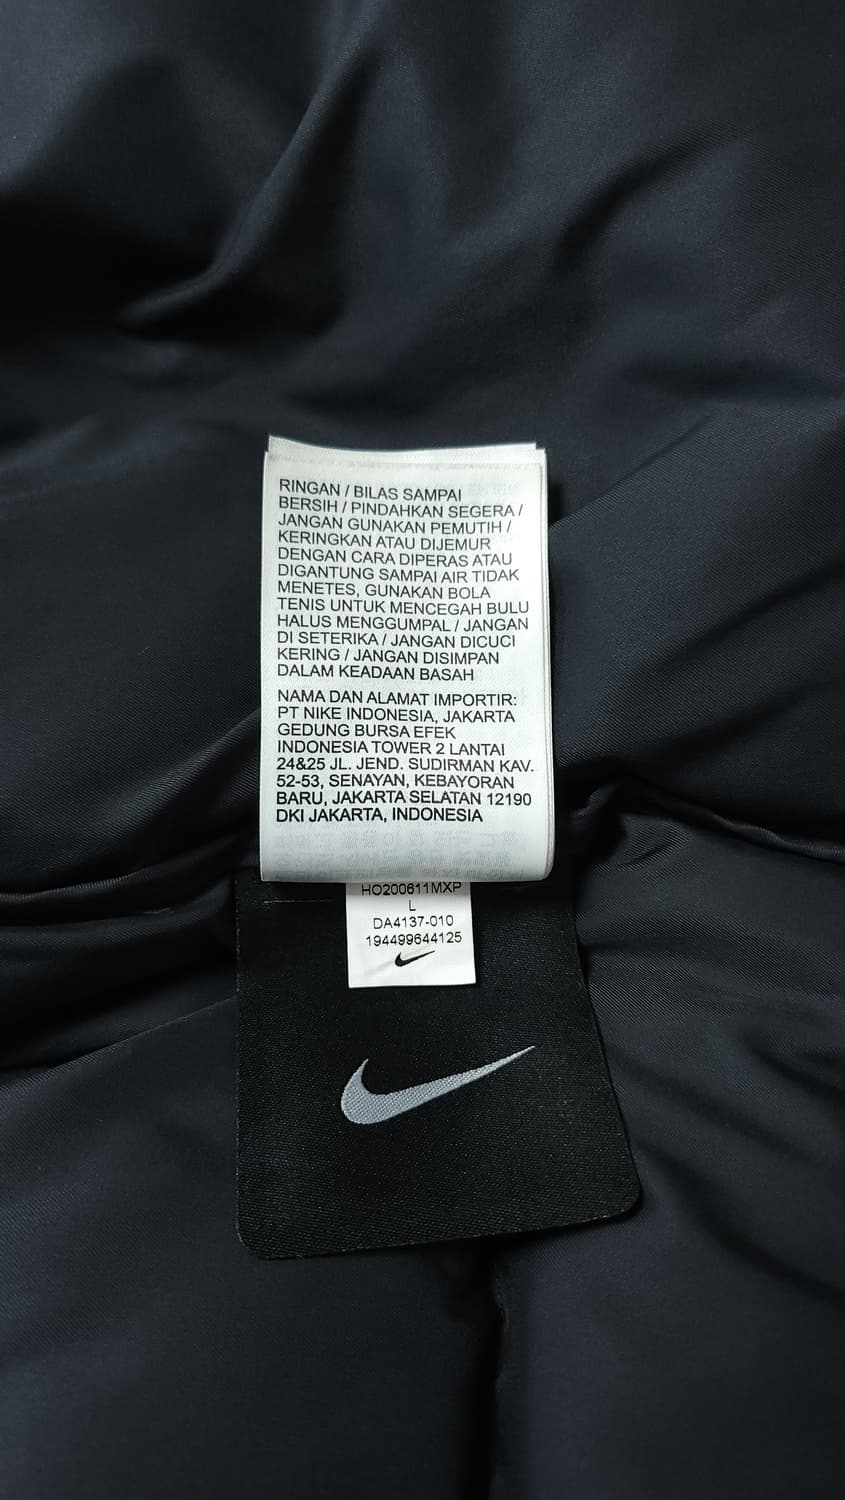 RINGAN / BILAS SAMPAI
BERSIH / PINDAHKAN SEGERA /
JANGAN GUNAKAN PEMUTIH /
KERINGKAN ATAU DIJEMUR
DENGAN CARA DIPERAS ATAU
DIGANTUNG SAMPAI AIR TIDAK
MENETES, GUNAKAN BOLA
TENIS UNTUK MENCEGAH BULU
HALUS MENGGUMPAL / JANGAN
DI SETERIKA / JANGAN DICUCI
KERING / JANGAN DISIMPAN
DALAM KEADAAN BASAH
NAMA DAN ALAMAT IMPORTIR:
PT NIKE INDONESIA, JAKARTA
GEDUNG BURSA EFEK
INDONESIA TOWER 2 LANTAI
24&25 JL. JEND. SUDIRMAN KAV.
52-53, SENAYAN, KEBAYORAN
BARU, JAKARTA SELATAN 12190
DKI JAKARTA, INDONESIA
HO200611MXP
L
DA4137-010
194499644125